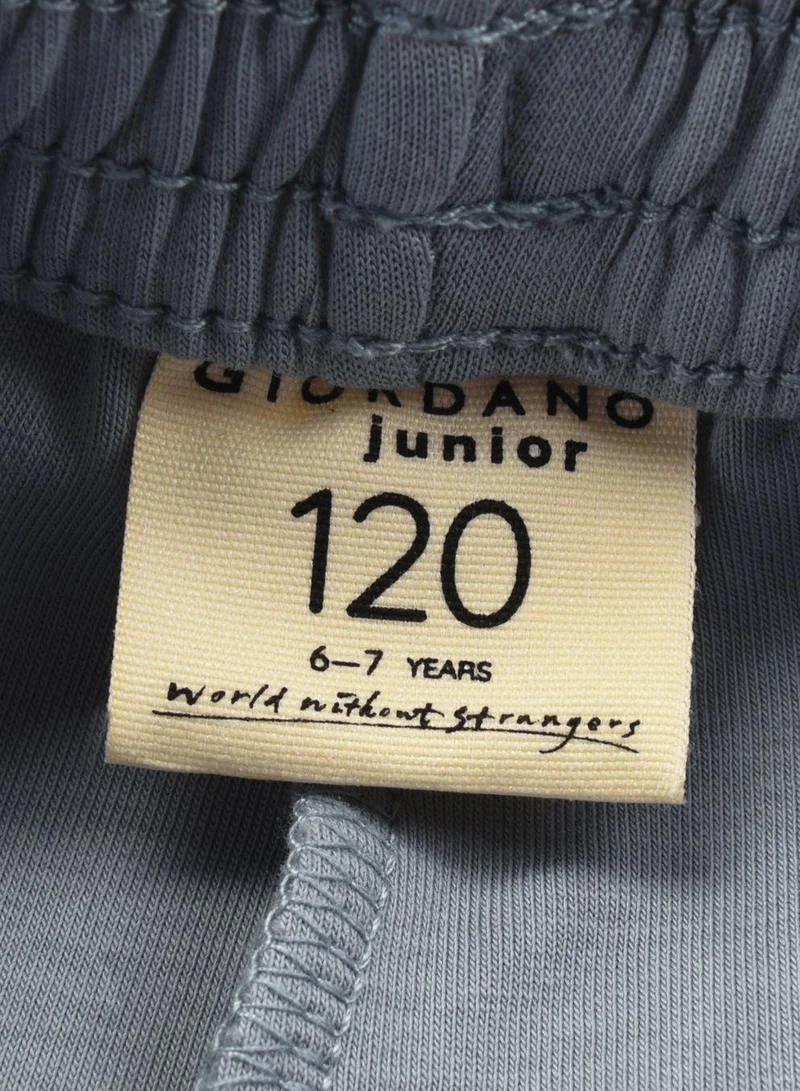 GIORDANO
junior
120
6–7 YEARS
World without strangers